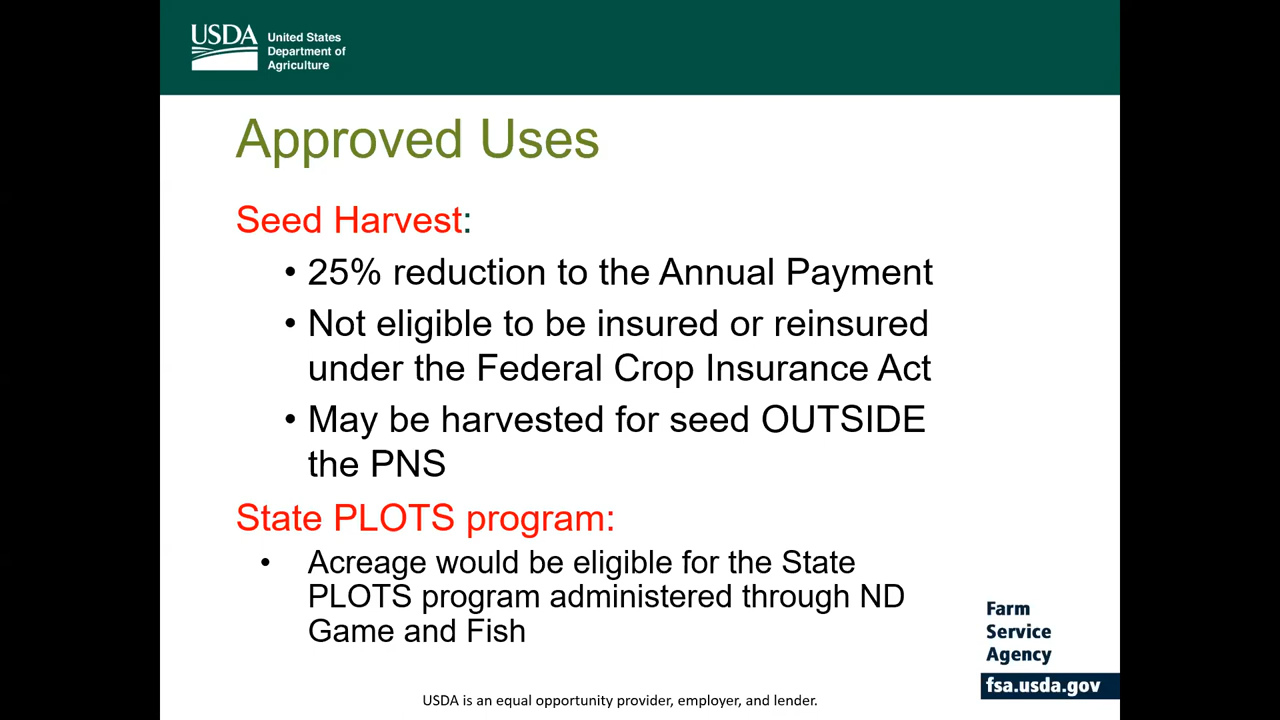 USDA
United States
Department of
Agriculture
Approved Uses
Seed Harvest:
• 25% reduction to the Annual Payment
• Not eligible to be insured or reinsured
under the Federal Crop Insurance Act
• May be harvested for seed OUTSIDE
the PNS
State PLOTS program:
• Acreage would be eligible for the State
PLOTS program administered through ND
Game and Fish
Farm
Service
Agency
fsa.usda.gov
USDA is an equal opportunity provider, employer, and lender.